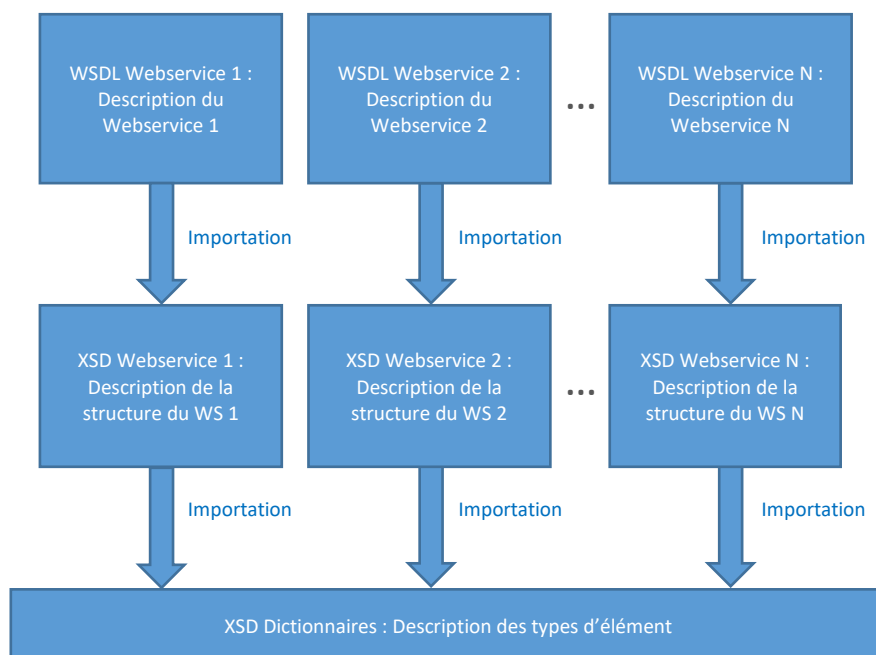 WSDL Webservice 1 :
Description du
Webservice 1
WSDL Webservice 2 :
Description du
Webservice 2
...
WSDL Webservice N :
Description du
Webservice N
Importation
Importation
Importation
XSD Webservice 1 :
Description de la
structure du WS 1
XSD Webservice 2 :
Description de la
structure du WS 2
...
XSD Webservice N :
Description de la
structure du WS N
Importation
Importation
Importation
XSD Dictionnaires : Description des types d’élément